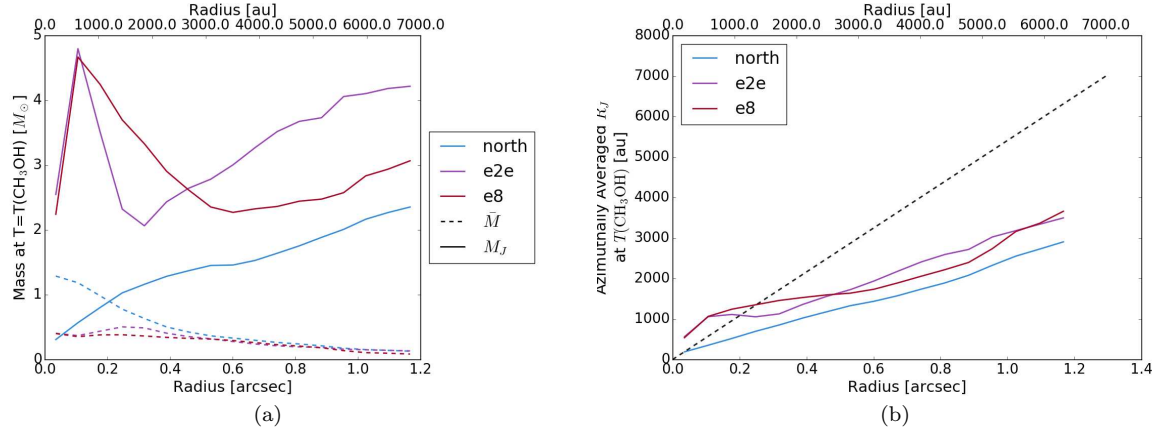 Radius [au]
0.0 1000.0 2000.0 3000.0 4000.0 5000.0 6000.0 7000.0
5
4
3
2
1
0
Mass at T=T(CH₃OH) [M⊙]
0.0 0.2 0.4 0.6 0.8 1.0 1.2
Radius [arcsec]
north
e2e
e8
M̄
M_J
(a)
Radius [au]
0.0 1000.0 2000.0 3000.0 4000.0 5000.0 6000.0 7000.0
8000
7000
6000
5000
4000
3000
2000
1000
0
Averaged
at T(CH₃OH) [au]
north
e2e
e8
0.0 0.2 0.4 0.6 0.8 1.0 1.2 1.4
Radius [arcsec]
(b)